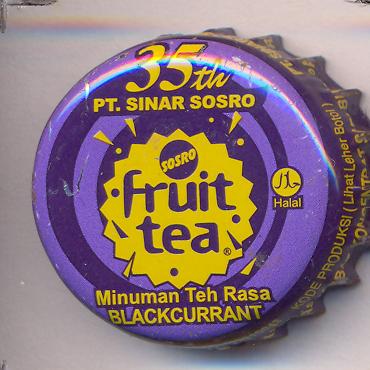 35th
PT. SINAR SOSRO
SOSRO
fruit
tea®
Halal
Minuman Teh Rasa
BLACKCURRANT
KODE PRODUKSI (Lihat Leher Botol)